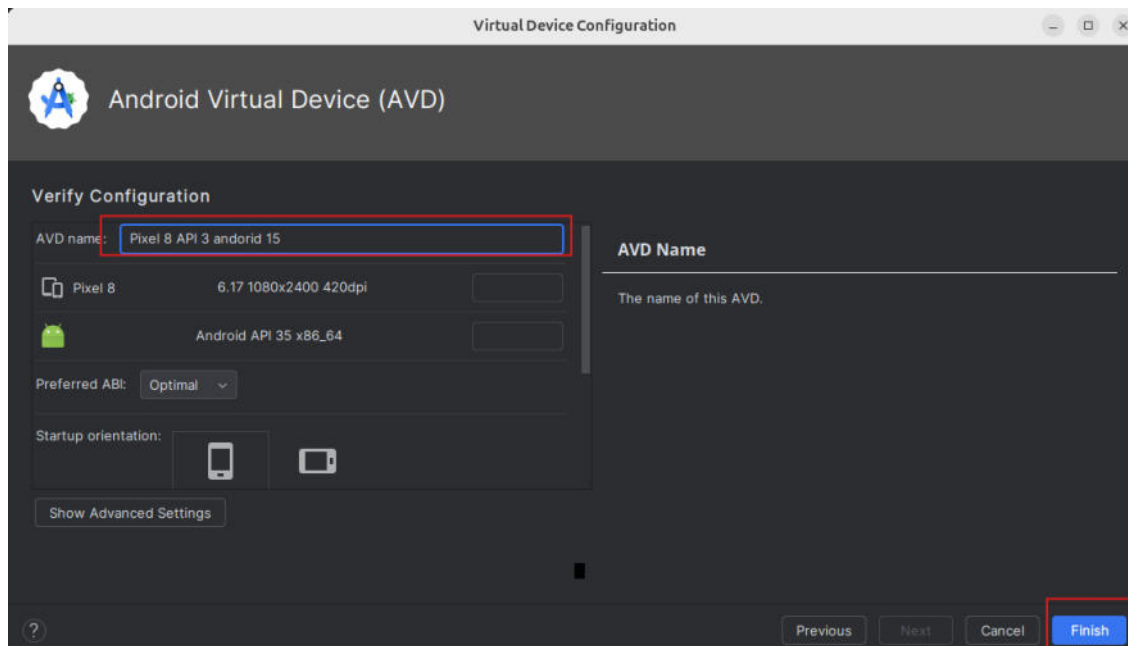 Virtual Device Configuration
Android Virtual Device (AVD)
Verify Configuration
AVD name: Pixel 8 API 3 andorid 15
Pixel 8 6.17 1080x2400 420dpi
Android API 35 x86_64
Preferred ABI: Optimal
Startup orientation:
Show Advanced Settings
AVD Name
The name of this AVD.
? Previous Next Cancel Finish